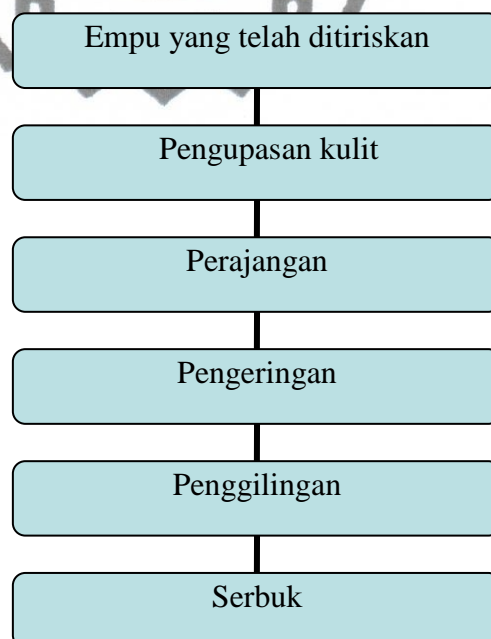 Empu yang telah ditiriskan
Pengupasan kulit
Perajangan
Pengeringan
Penggilingan
Serbuk